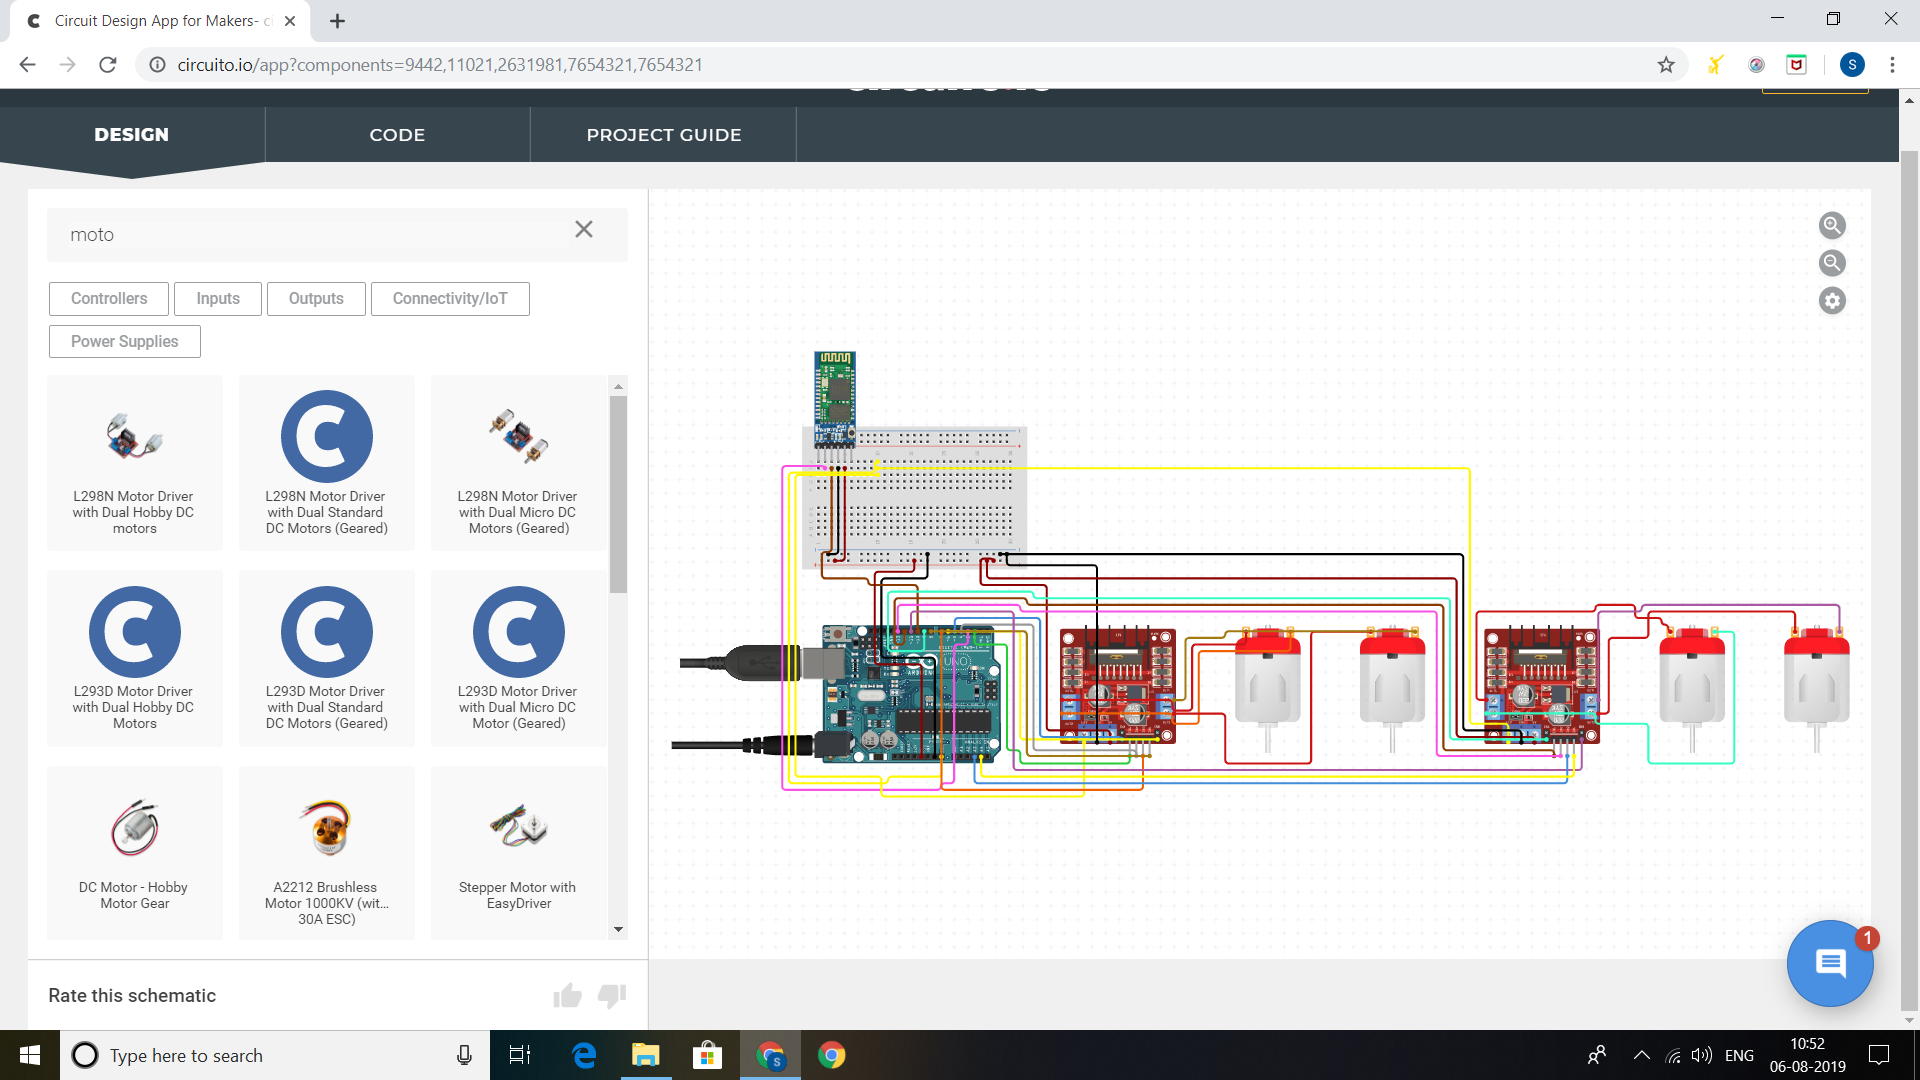 Circuit Design App for Makers- ci
circuito.io/app?components=9442,11021,2631981,7654321,7654321
S
DESIGN
CODE
PROJECT GUIDE
moto
Controllers
Inputs
Outputs
Connectivity/IoT
Power Supplies
L298N Motor Driver
with Dual Hobby DC
motors
L298N Motor Driver
with Dual Standard
DC Motors (Geared)
L298N Motor Driver
with Dual Micro DC
Motors (Geared)
L293D Motor Driver
with Dual Hobby DC
Motors
L293D Motor Driver
with Dual Standard
DC Motors (Geared)
L293D Motor Driver
with Dual Micro DC
Motor (Geared)
DC Motor - Hobby
Motor Gear
A2212 Brushless
Motor 1000KV (wit...
30A ESC)
Stepper Motor with
EasyDriver
UNO
1
Rate this schematic
Type here to search
S
ENG
10:52
06-08-2019